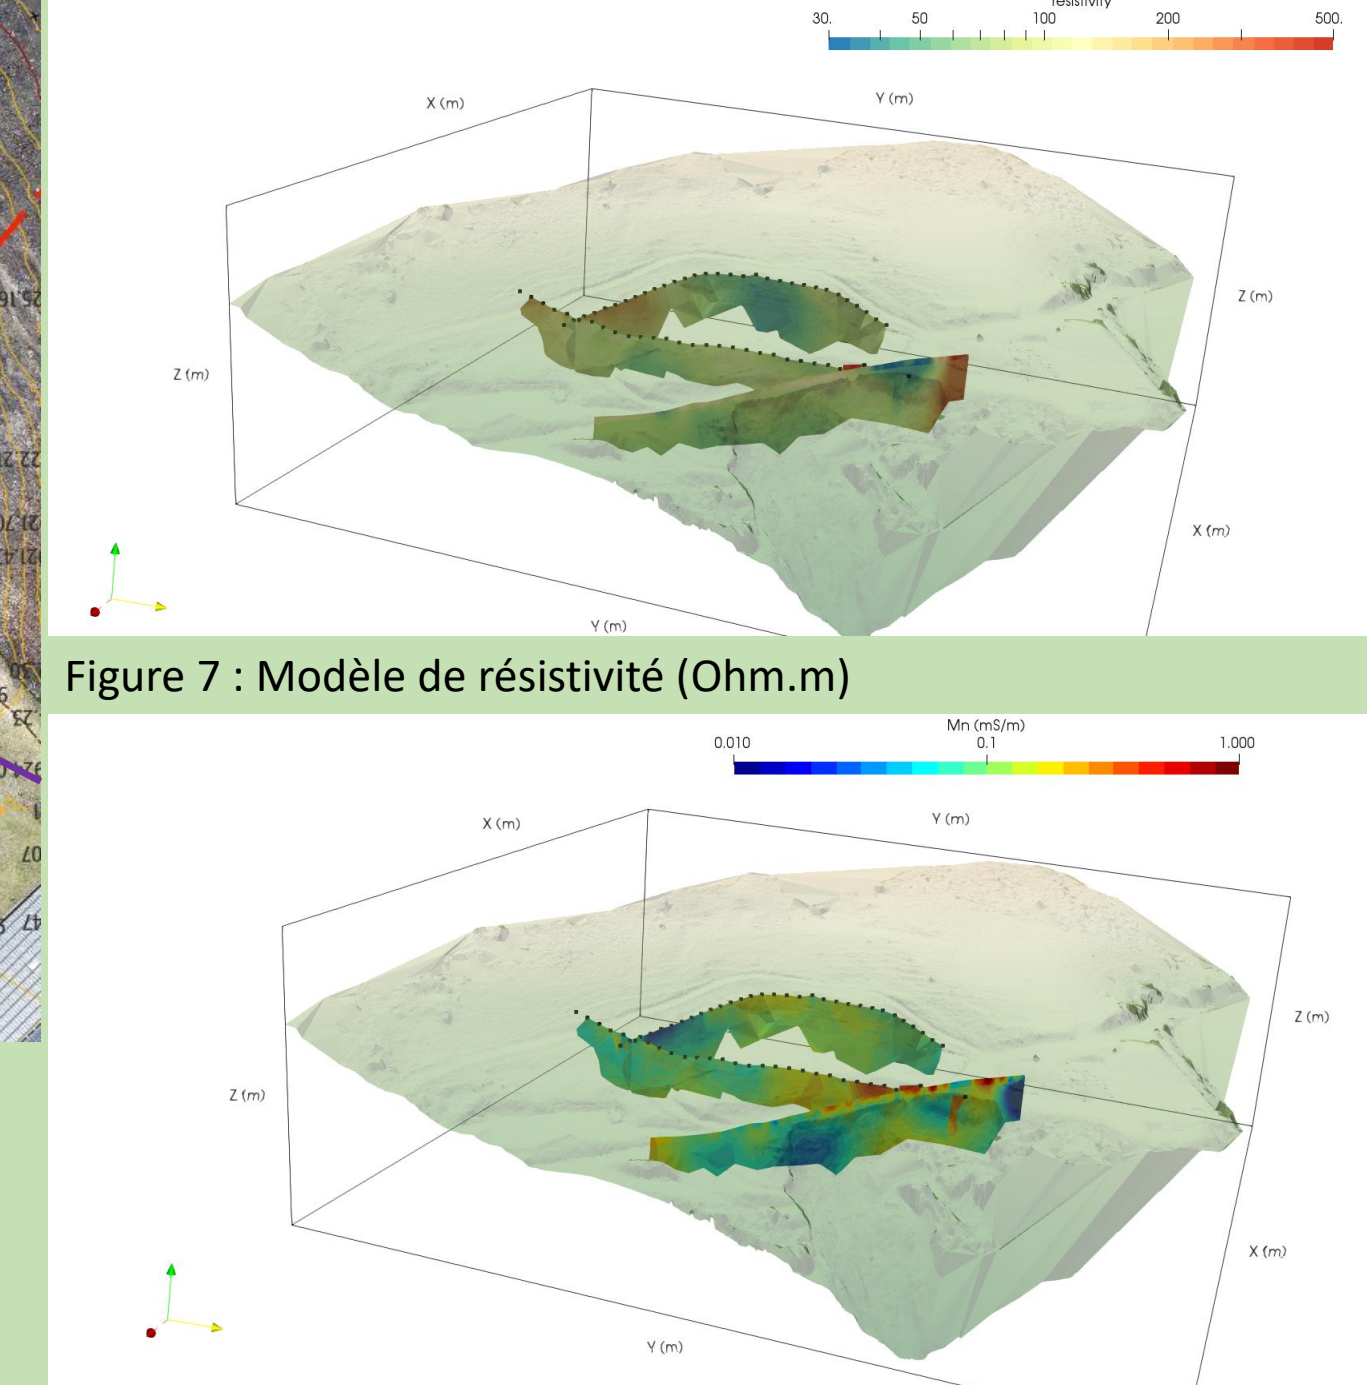 résistivity
30.
50
100
200
500.
X (m)
Y (m)
Z (m)
Z (m)
X (m)
Y (m)
Figure 7 : Modèle de résistivité (Ohm.m)
Mn (mS/m)
0.010
0.1
1.000
X (m)
Y (m)
Z (m)
Z (m)
X (m)
Y (m)